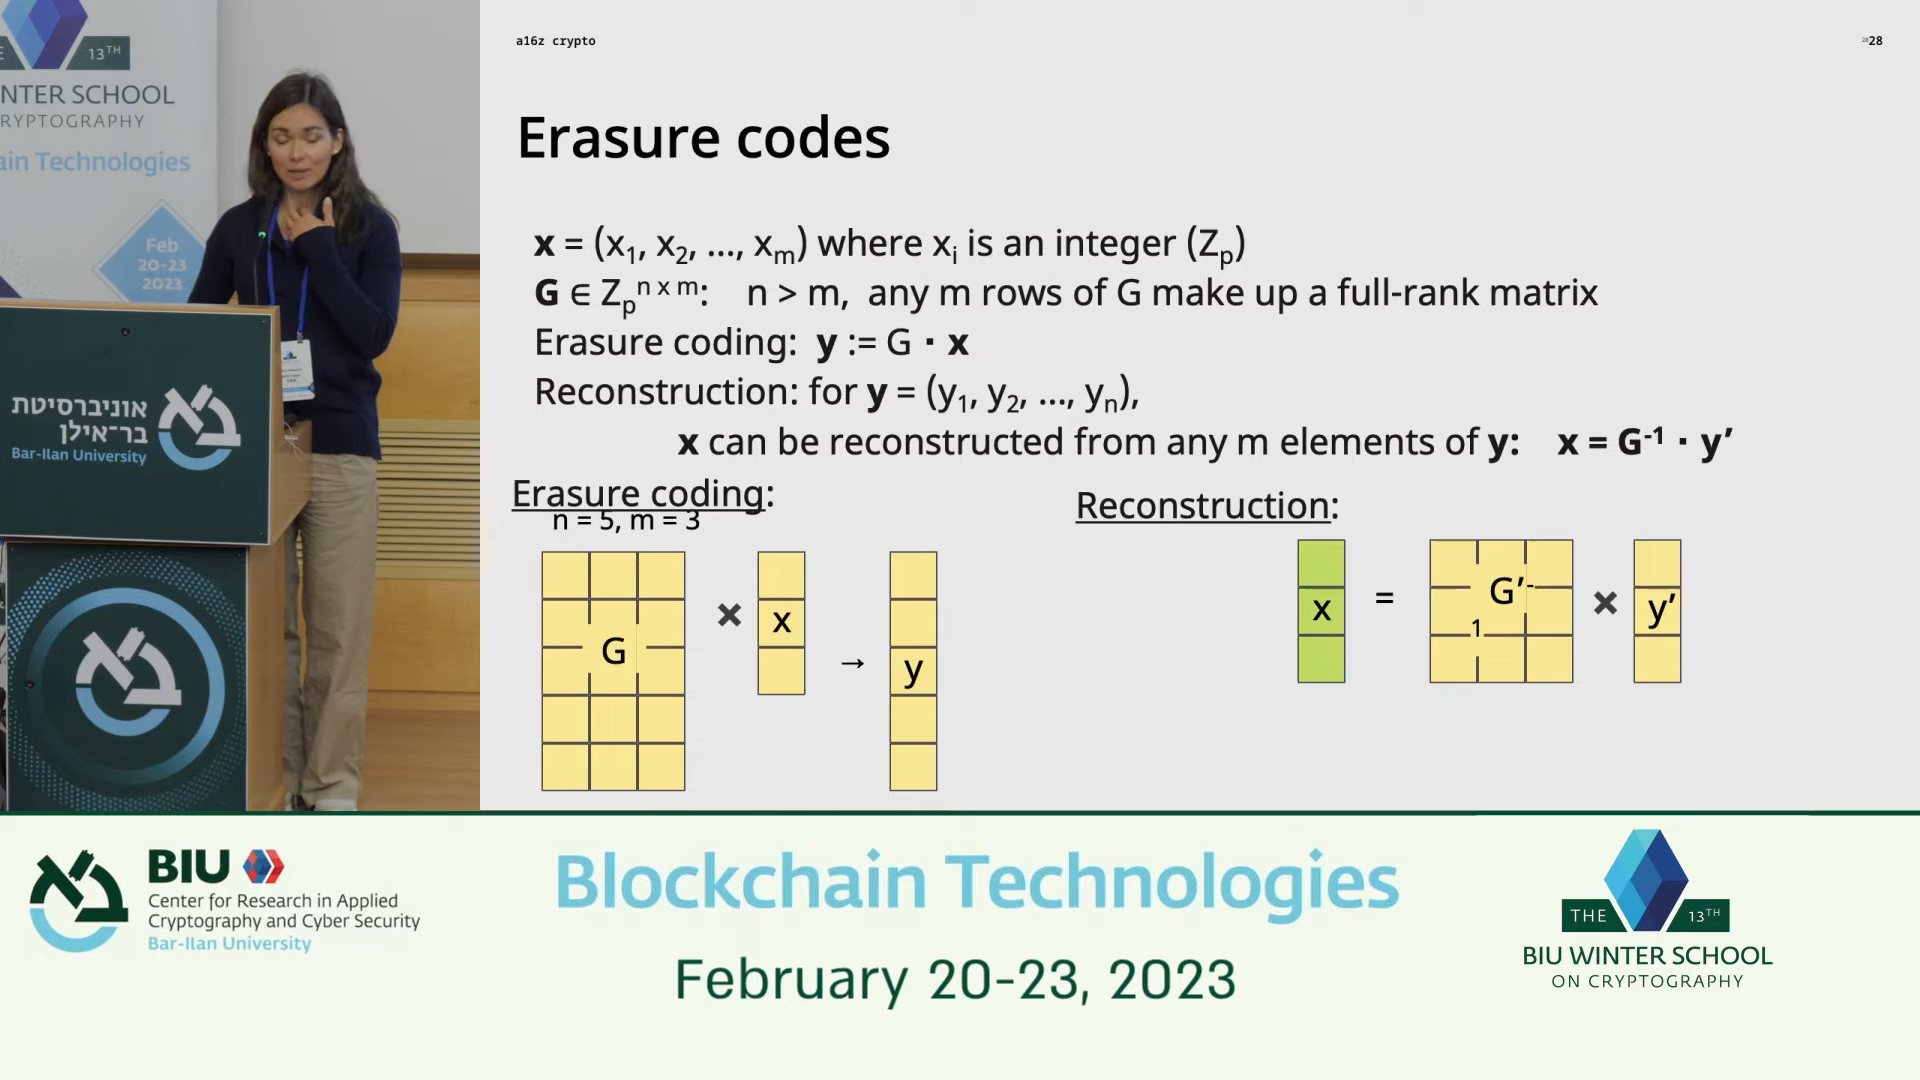 13TH
NTER SCHOOL
RYPTOGRAPHY
ain Technologies
Feb
20-23
2023
אוניברסיטת
בר־אילן
Bar-Ilan University
a16z crypto
28
Erasure codes
x = (x1, x2, ..., xm) where xi is an integer (Zp)
G ∈ Zp^n x m: n > m, any m rows of G make up a full-rank matrix
Erasure coding: y := G · x
Reconstruction: for y = (y1, y2, ..., yn),
x can be reconstructed from any m elements of y: x = G-1 · y’
Erasure coding:
n = 5, m = 3
G × x → y
Reconstruction:
x = G’-1 × y’
BIU
Center for Research in Applied
Cryptography and Cyber Security
Bar-Ilan University
Blockchain Technologies
February 20-23, 2023
THE 13TH
BIU WINTER SCHOOL
ON CRYPTOGRAPHY